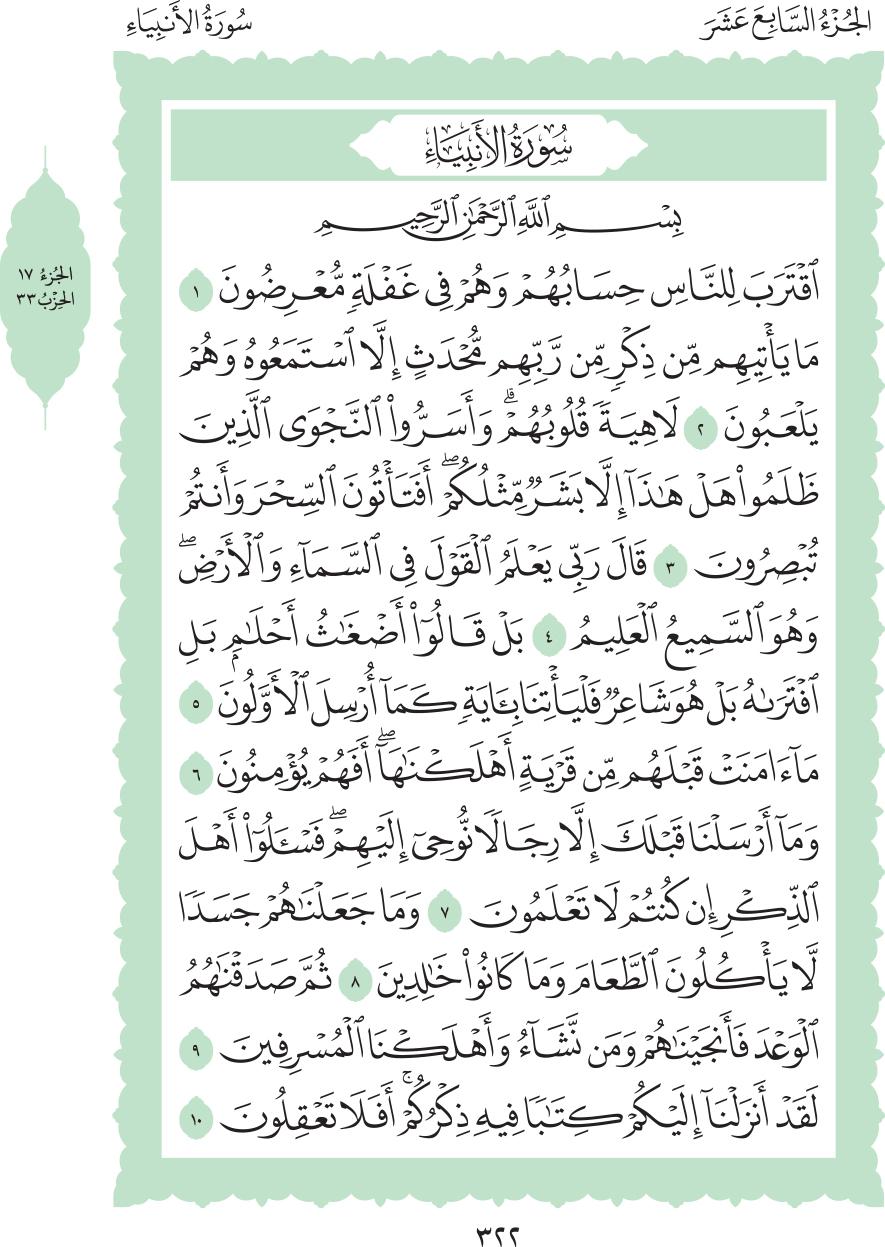 الجُزْءُ السَّابِعَ عَشَرَ
سُورَةُ الأَنبِيَاءِ
سُورَةُ الأَنبِيَاءِ
بِسْمِ ٱللَّهِ ٱلرَّحْمَٰنِ ٱلرَّحِيمِ
ٱقْتَرَبَ لِلنَّاسِ حِسَابُهُمْ وَهُمْ فِى غَفْلَةٍ مُّعْرِضُونَ ١
مَا يَأْتِيهِم مِّن ذِكْرٍ مِّن رَّبِّهِم مُّحْدَثٍ إِلَّا ٱسْتَمَعُوهُ وَهُمْ
يَلْعَبُونَ ٢ لَاهِيَةً قُلُوبُهُمْ ۗ وَأَسَرُّوا۟ ٱلنَّجْوَى ٱلَّذِينَ
ظَلَمُوا۟ هَلْ هَٰذَآ إِلَّا بَشَرٌ مِّثْلُكُمْ ۖ أَفَتَأْتُونَ ٱلسِّحْرَ وَأَنتُمْ
تُبْصِرُونَ ٣ قَالَ رَبِّى يَعْلَمُ ٱلْقَوْلَ فِى ٱلسَّمَآءِ وَٱلْأَرْضِ ۖ
وَهُوَ ٱلسَّمِيعُ ٱلْعَلِيمُ ٤ بَلْ قَالُوٓا۟ أَضْغَٰثُ أَحْلَٰمٍۭ بَلِ
ٱفْتَرَىٰهُ بَلْ هُوَ شَاعِرٌ فَلْيَأْتِنَا بِـَٔايَةٍ كَمَآ أُرْسِلَ ٱلْأَوَّلُونَ ٥
مَآ ءَامَنَتْ قَبْلَهُم مِّن قَرْيَةٍ أَهْلَكْنَٰهَآ ۖ أَفَهُمْ يُؤْمِنُونَ ٦
وَمَآ أَرْسَلْنَا قَبْلَكَ إِلَّا رِجَالًا نُّوحِىٓ إِلَيْهِمْ ۖ فَسْـَٔلُوٓا۟ أَهْلَ
ٱلذِّكْرِ إِن كُنتُمْ لَا تَعْلَمُونَ ٧ وَمَا جَعَلْنَٰهُمْ جَسَدًا
لَّا يَأْكُلُونَ ٱلطَّعَامَ وَمَا كَانُوا۟ خَٰلِدِينَ ٨ ثُمَّ صَدَقْنَٰهُمُ
ٱلْوَعْدَ فَأَنجَيْنَٰهُمْ وَمَن نَّشَآءُ وَأَهْلَكْنَا ٱلْمُسْرِفِينَ ٩
لَقَدْ أَنزَلْنَآ إِلَيْكُمْ كِتَٰبًا فِيهِ ذِكْرُكُمْ ۚ أَفَلَا تَعْقِلُونَ ١٠
الجُزءُ ١٧
الحِزْبُ ٣٣
٣٢٢